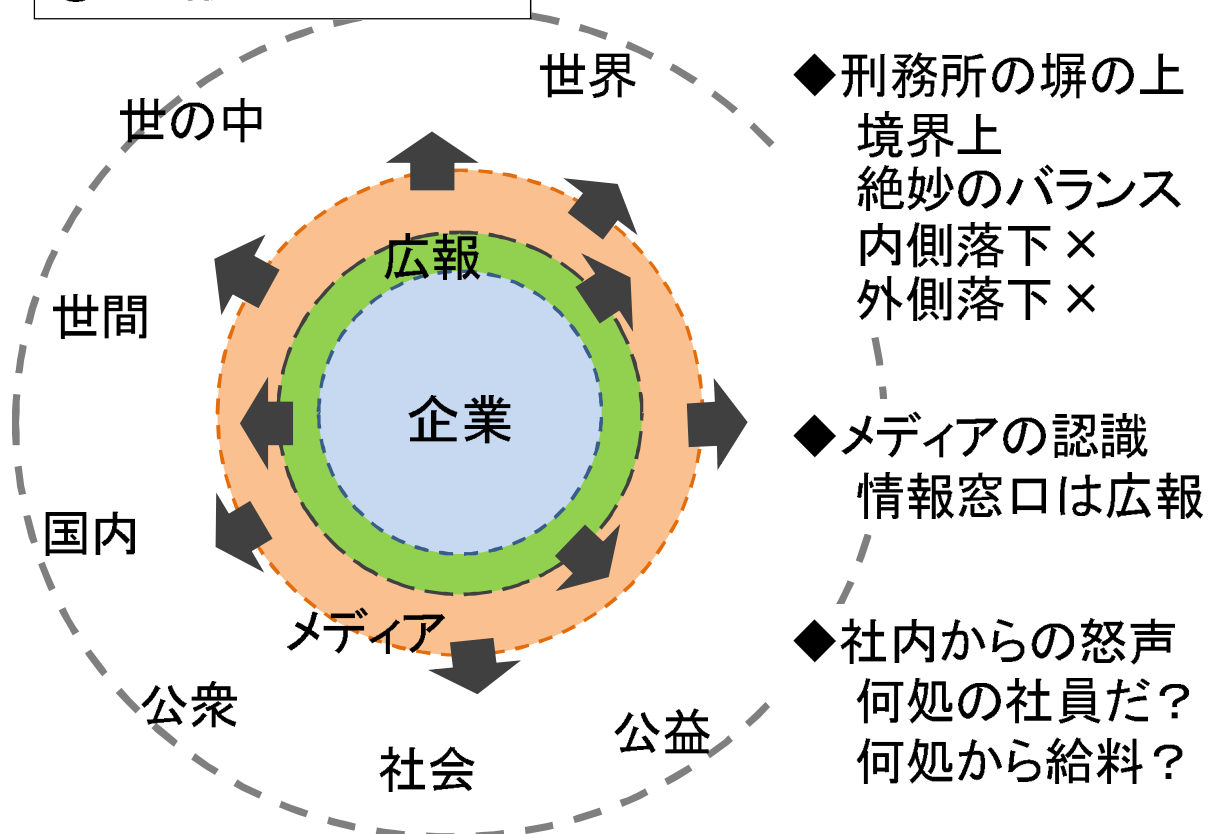 世界
世の中
広報
世間
企業
国内
メディア
公衆
公益
社会
◆刑務所の塀の上
境界上
絶妙のバランス
内側落下×
外側落下×
◆メディアの認識
情報窓口は広報
◆社内からの怒声
何処の社員だ？
何処から給料？